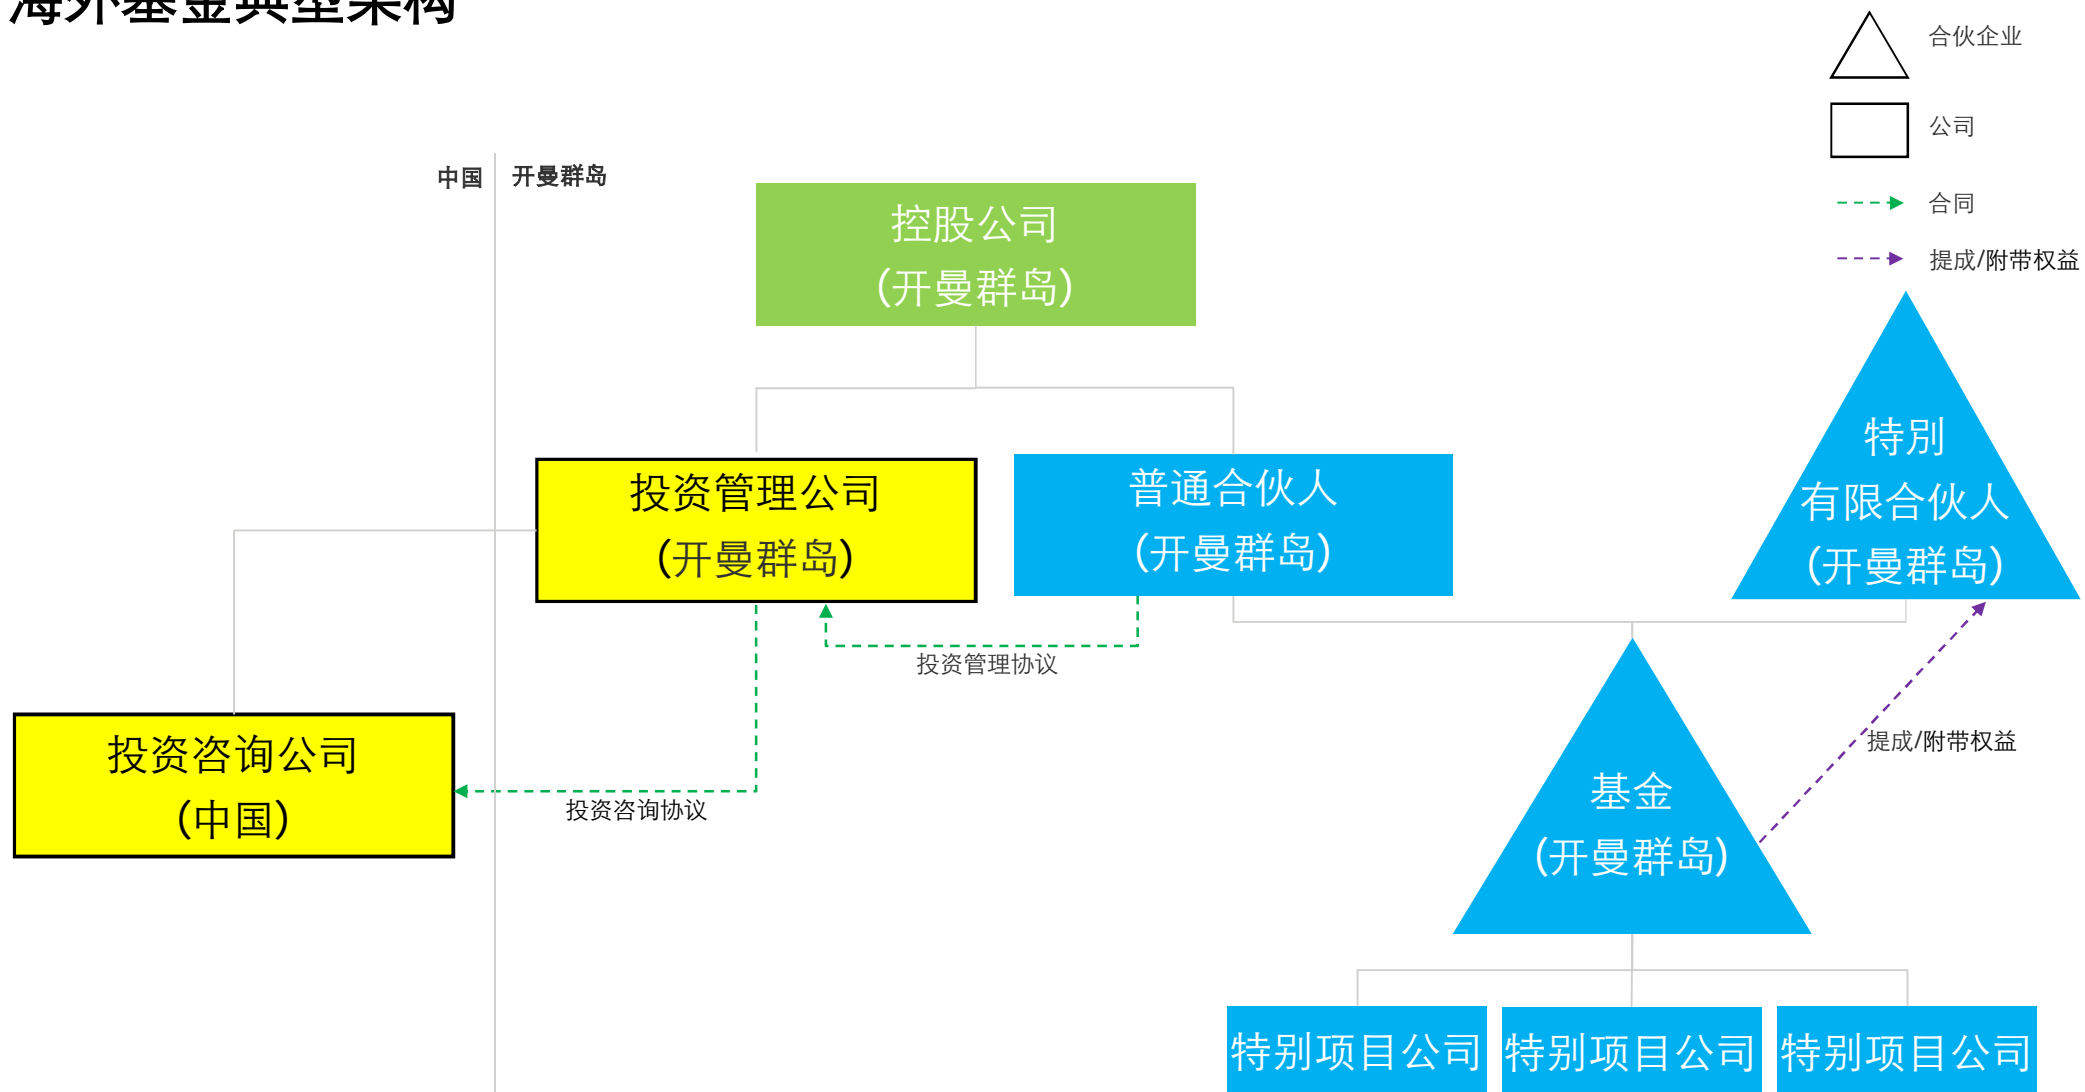 海外基金典型架构
合伙企业
公司
合同
提成/附带权益
中国
开曼群岛
控股公司
(开曼群岛)
投资管理公司
(开曼群岛)
普通合伙人
(开曼群岛)
特别
有限合伙人
(开曼群岛)
投资管理协议
投资咨询公司
(中国)
投资咨询协议
提成/附带权益
基金
(开曼群岛)
特别项目公司
特别项目公司
特别项目公司